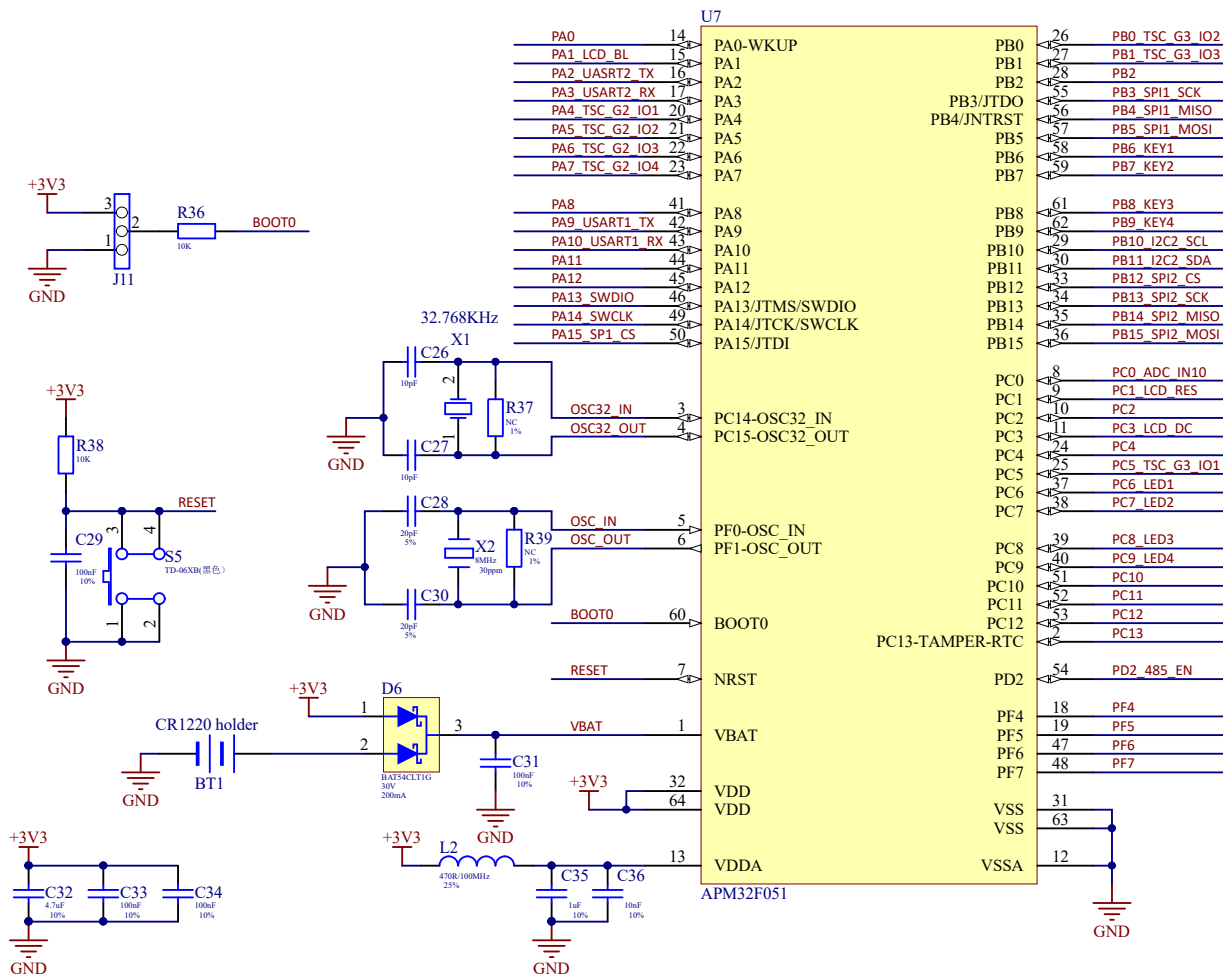 U7
PA0 14 PA0-WKUP PB0 26 PB0_TSC_G3_IO2
PA1_LCD_BL 15 PA1 PB1 27 PB1_TSC_G3_IO3
PA2_UASRT2_TX 16 PA2 PB2 28 PB2
PA3_USART2_RX 17 PA3 PB3/JTDO 55 PB3_SPI1_SCK
PA4_TSC_G2_IO1 20 PA4 PB4/JNTRST 56 PB4_SPI1_MISO
PA5_TSC_G2_IO2 21 PA5 PB5 57 PB5_SPI1_MOSI
PA6_TSC_G2_IO3 22 PA6 PB6 58 PB6_KEY1
PA7_TSC_G2_IO4 23 PA7 PB7 59 PB7_KEY2
PA8 41 PA8 PB8 61 PB8_KEY3
PA9_USART1_TX 42 PA9 PB9 62 PB9_KEY4
PA10_USART1_RX 43 PA10 PB10 29 PB10_I2C2_SCL
PA11 44 PA11 PB11 30 PB11_I2C2_SDA
PA12 45 PA12 PB12 33 PB12_SPI2_CS
PA13_SWDIO 46 PA13/JTMS/SWDIO PB13 34 PB13_SPI2_SCK
PA14_SWCLK 49 PA14/JTCK/SWCLK PB14 35 PB14_SPI2_MISO
PA15_SP1_CS 50 PA15/JTDI PB15 36 PB15_SPI2_MOSI
PC0 8 PC0_ADC_IN10
PC1 9 PC1_LCD_RES
OSC32_IN 3 PC14-OSC32_IN PC2 10 PC2
OSC32_OUT 4 PC15-OSC32_OUT PC3 11 PC3_LCD_DC
PC4 24 PC4
PC5 25 PC5_TSC_G3_IO1
PC6 37 PC6_LED1
PC7 38 PC7_LED2
OSC_IN 5 PF0-OSC_IN
OSC_OUT 6 PF1-OSC_OUT PC8 39 PC8_LED3
PC9 40 PC9_LED4
PC10 51 PC10
PC11 52 PC11
BOOT0 60 BOOT0 PC12 53 PC12
PC13-TAMPER-RTC 2 PC13
RESET 7 NRST PD2 54 PD2_485_EN
PF4 18 PF4
VBAT 1 VBAT PF5 19 PF5
PF6 47 PF6
PF7 48 PF7
+3V3 32 VDD VSS 31
64 VDD VSS 63
13 VDDA VSSA 12
APM32F051
GND
+3V3
3
2
1
R36
10K
BOOT0
GND
J11
32.768KHz
X1
C26
10pF
2
1
R37
NC
1%
C27
10pF
GND
+3V3
R38
10K
RESET
3
4
C29
100nF
10%
S5
TD-06XB(黑色）
1
2
GND
C28
20pF
5%
X2
8MHz
30ppm
R39
NC
1%
C30
20pF
5%
GND
+3V3
D6
1
2
3
BAT54CLT1G
30V
200mA
CR1220 holder
BT1
GND
C31
100nF
10%
GND
+3V3
C32
4.7uF
10%
C33
100nF
10%
C34
100nF
10%
GND
+3V3
L2
470R/100MHz
25%
C35
1uF
10%
C36
10nF
10%
GND